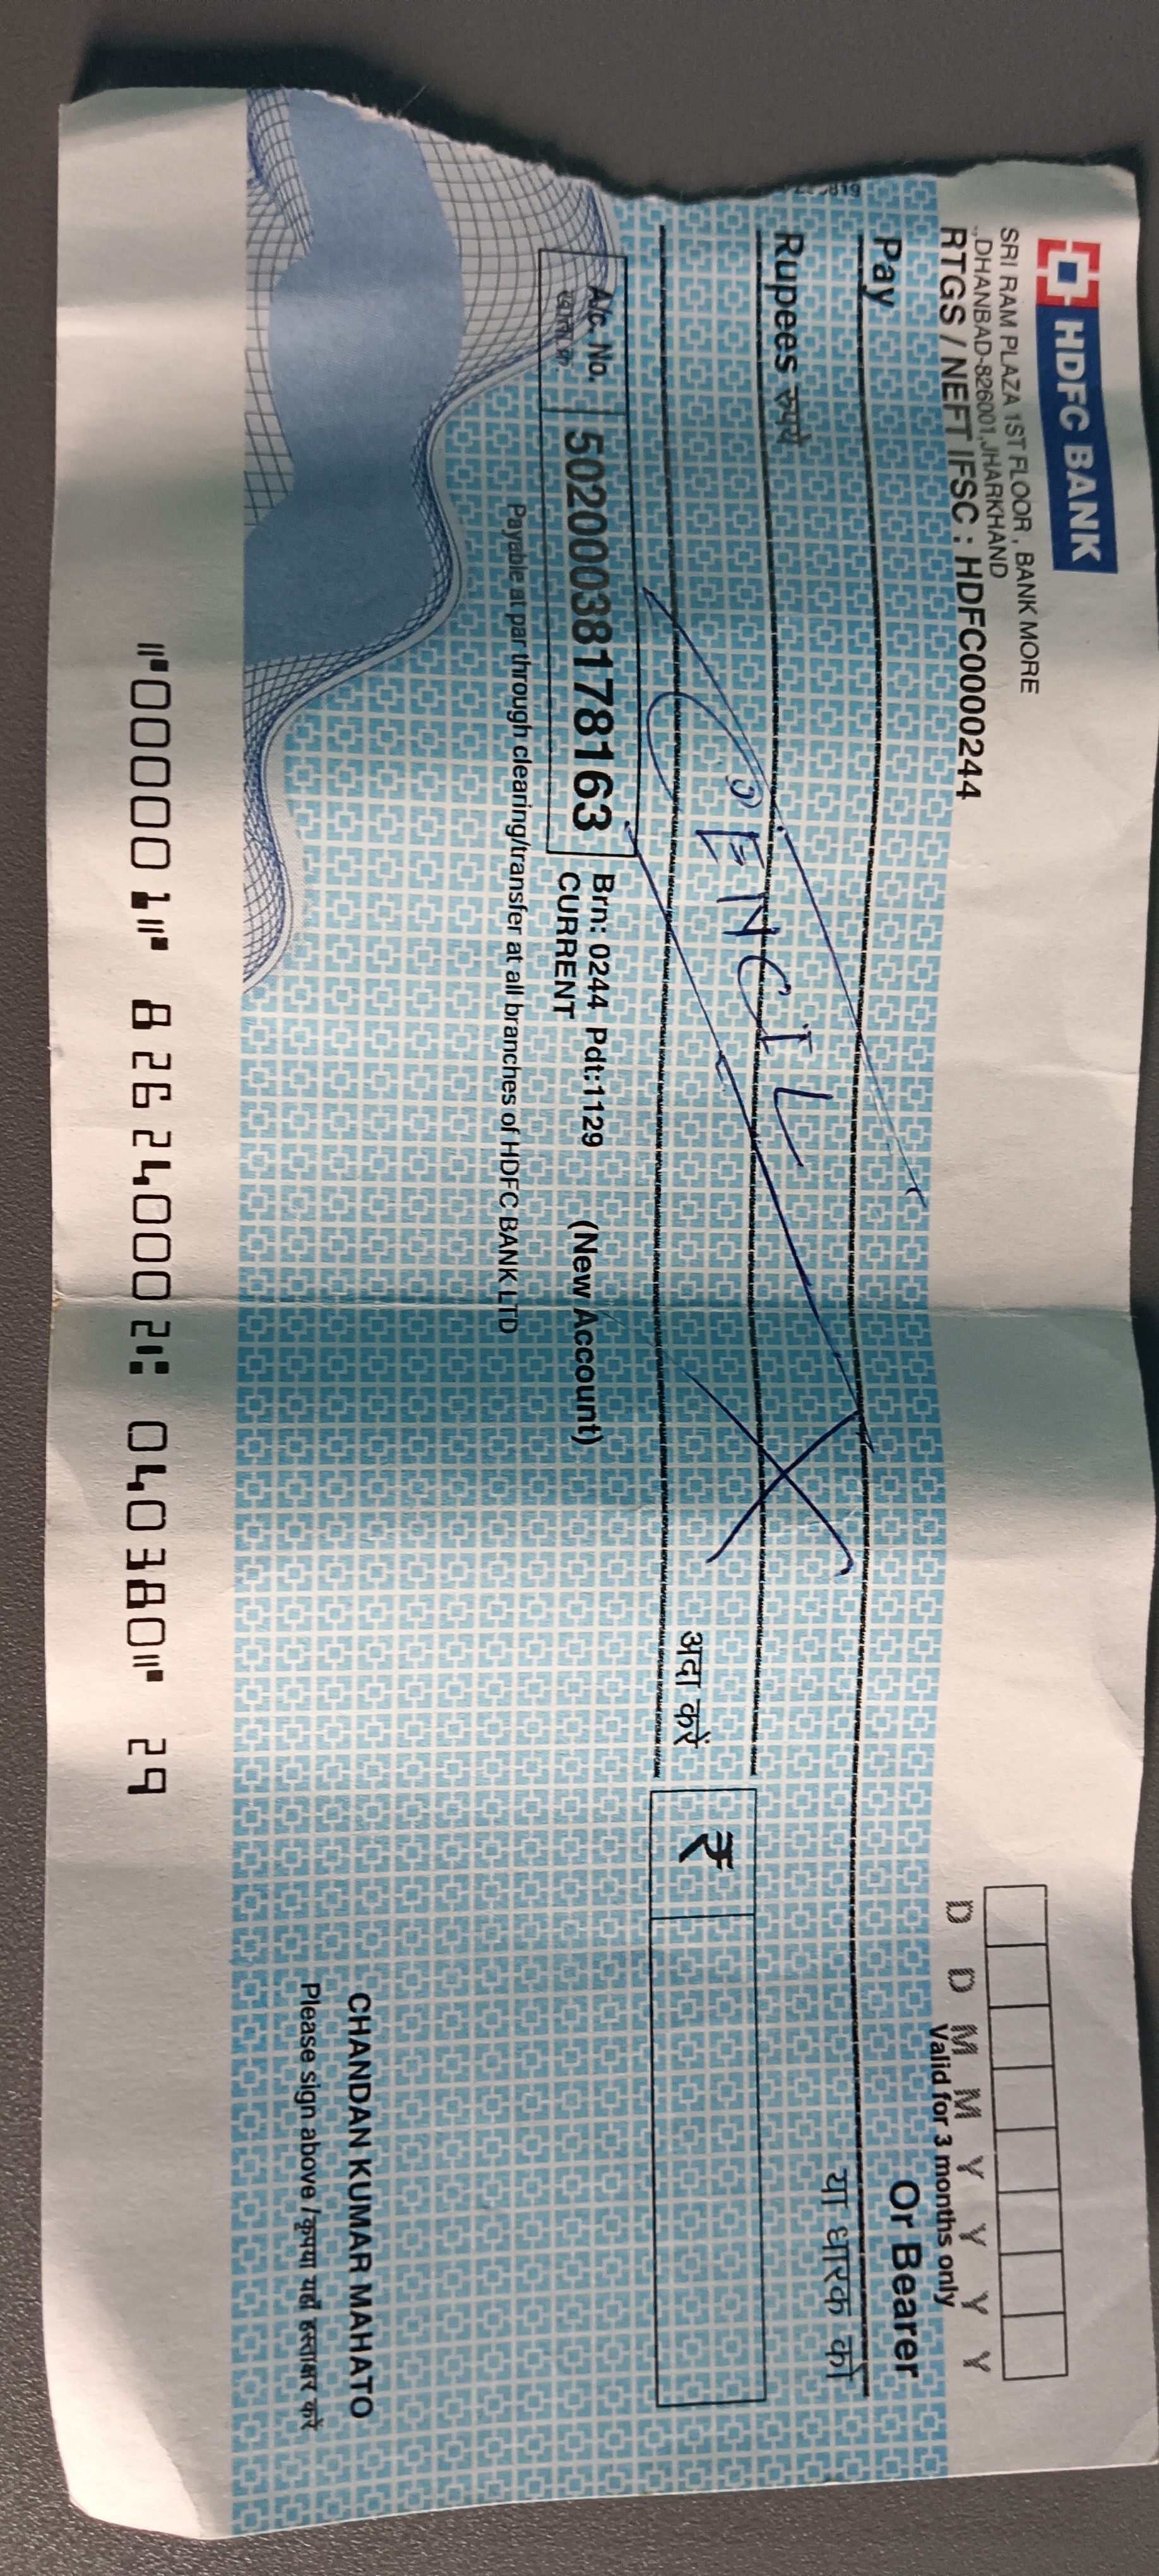 HDFC BANK
SRI RAM PLAZA 1ST FLOOR , BANK MORE
,,DHANBAD-826001,JHARKHAND
RTGS / NEFT IFSC : HDFC0000244
D D M M Y Y Y Y
Valid for 3 months only
Pay
Or Bearer
या धारक को
Rupees रुपये
CENCIL
अदा करें
₹
A/c. No.
50200038178163
Brn: 0244 Pdt:1129
CURRENT
(New Account)
Payable at par through clearing/transfer at all branches of HDFC BANK LTD
CHANDAN KUMAR MAHATO
Please sign above / कृपया यहाँ हस्ताक्षर करें
⑈000001⑈ 826240002⑆ 040380⑈ 29